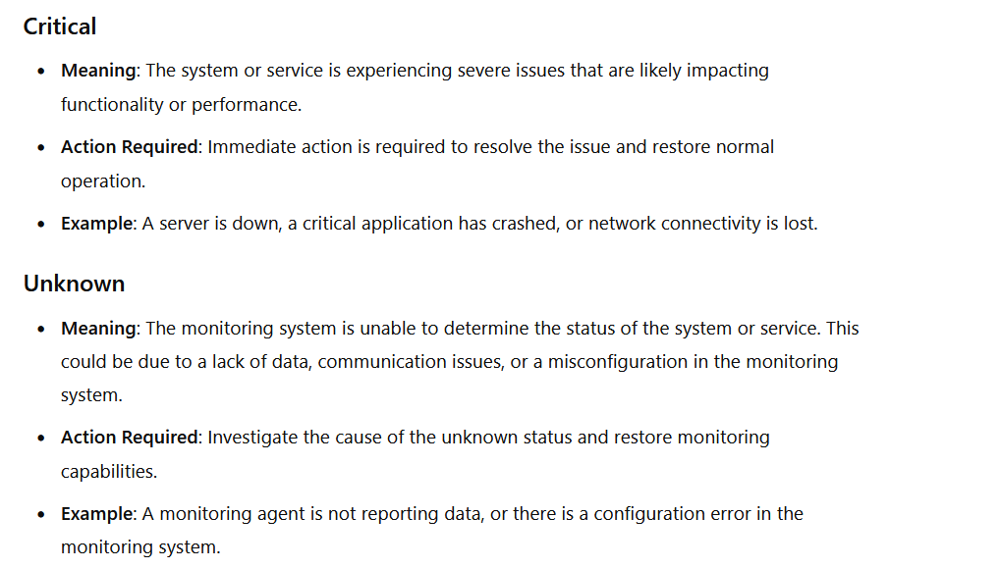 Critical
• Meaning: The system or service is experiencing severe issues that are likely impacting
functionality or performance.
• Action Required: Immediate action is required to resolve the issue and restore normal
operation.
• Example: A server is down, a critical application has crashed, or network connectivity is lost.
Unknown
• Meaning: The monitoring system is unable to determine the status of the system or service. This
could be due to a lack of data, communication issues, or a misconfiguration in the monitoring
system.
• Action Required: Investigate the cause of the unknown status and restore monitoring
capabilities.
• Example: A monitoring agent is not reporting data, or there is a configuration error in the
monitoring system.